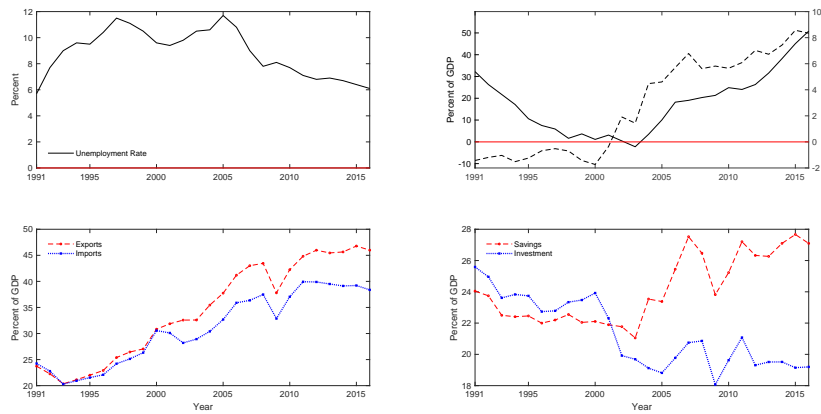 12
10
8
6
4
2
0
Percent
Unemployment Rate
1991 1995 2000 2005 2010 2015
50
40
30
20
10
0
-10
Percent of GDP
8
6
4
2
0
-2
1991 1995 2000 2005 2010 2015
50
45
40
35
30
25
20
Percent of GDP
Exports
Imports
1991 1995 2000 2005 2010 2015
Year
28
26
24
22
20
18
Percent of GDP
Savings
Investment
1991 1995 2000 2005 2010 2015
Year